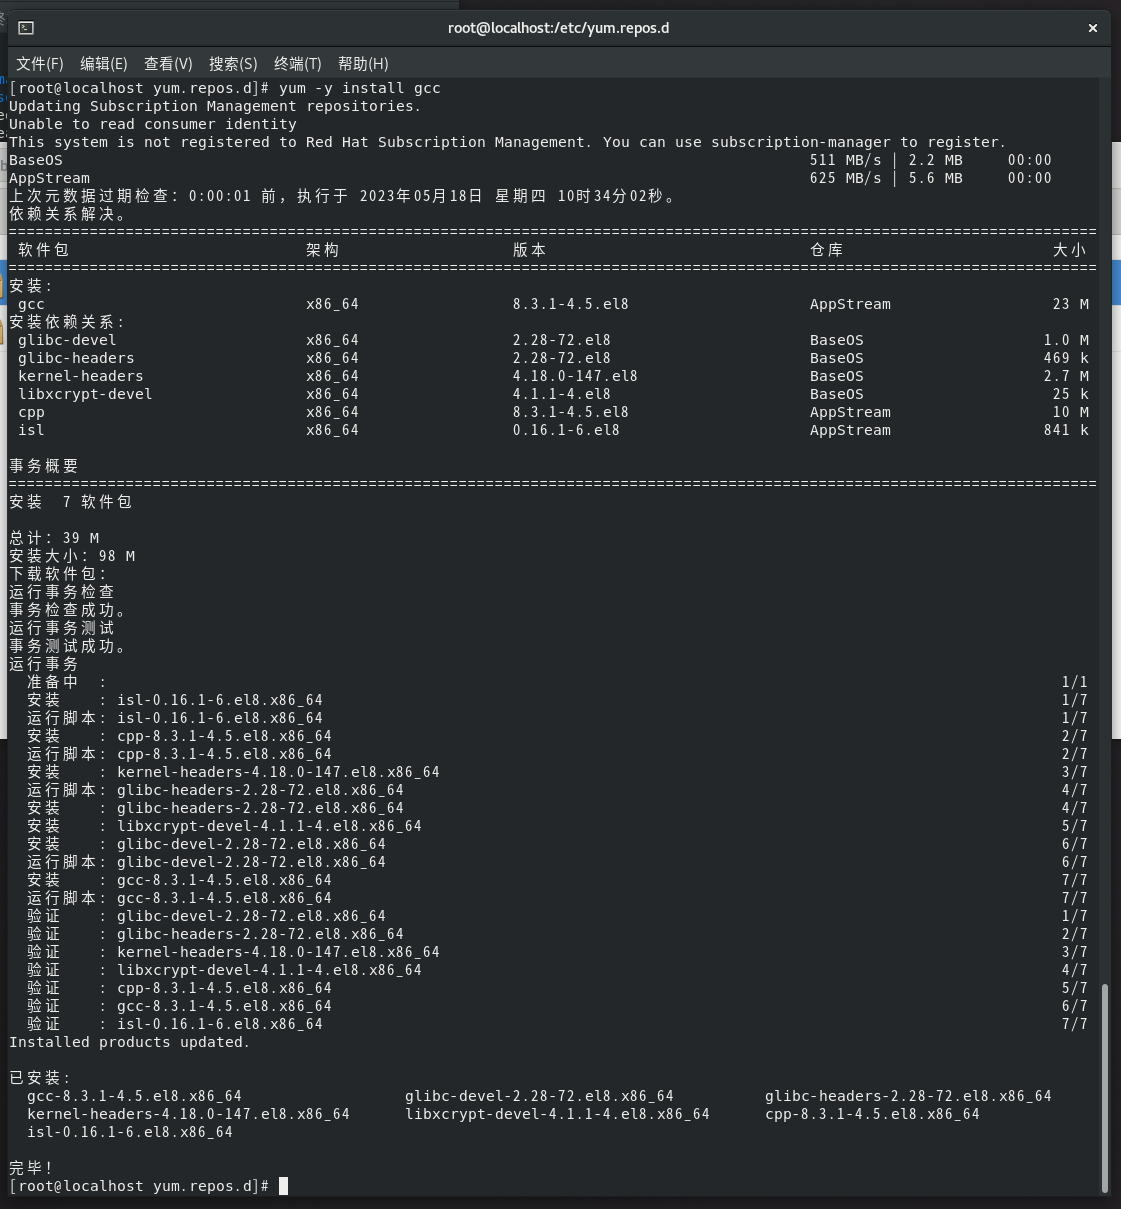 root@localhost:/etc/yum.repos.d
文件(F) 编辑(E) 查看(V) 搜索(S) 终端(T) 帮助(H)
[root@localhost yum.repos.d]# yum -y install gcc
Updating Subscription Management repositories.
Unable to read consumer identity
This system is not registered to Red Hat Subscription Management. You can use subscription-manager to register.
BaseOS 511 MB/s | 2.2 MB 00:00
AppStream 625 MB/s | 5.6 MB 00:00
上次元数据过期检查：0:00:01 前，执行于 2023年05月18日 星期四 10时34分02秒。
依赖关系解决。
=========================================================================================================================
软件包 架构 版本 仓库 大小
=========================================================================================================================
安装:
gcc x86_64 8.3.1-4.5.el8 AppStream 23 M
安装依赖关系:
glibc-devel x86_64 2.28-72.el8 BaseOS 1.0 M
glibc-headers x86_64 2.28-72.el8 BaseOS 469 k
kernel-headers x86_64 4.18.0-147.el8 BaseOS 2.7 M
libxcrypt-devel x86_64 4.1.1-4.el8 BaseOS 25 k
cpp x86_64 8.3.1-4.5.el8 AppStream 10 M
isl x86_64 0.16.1-6.el8 AppStream 841 k
事务概要
=========================================================================================================================
安装 7 软件包
总计：39 M
安装大小：98 M
下载软件包：
运行事务检查
事务检查成功。
运行事务测试
事务测试成功。
运行事务
准备中 : 1/1
安装 : isl-0.16.1-6.el8.x86_64 1/7
运行脚本: isl-0.16.1-6.el8.x86_64 1/7
安装 : cpp-8.3.1-4.5.el8.x86_64 2/7
运行脚本: cpp-8.3.1-4.5.el8.x86_64 2/7
安装 : kernel-headers-4.18.0-147.el8.x86_64 3/7
运行脚本: glibc-headers-2.28-72.el8.x86_64 4/7
安装 : glibc-headers-2.28-72.el8.x86_64 4/7
安装 : libxcrypt-devel-4.1.1-4.el8.x86_64 5/7
安装 : glibc-devel-2.28-72.el8.x86_64 6/7
运行脚本: glibc-devel-2.28-72.el8.x86_64 6/7
安装 : gcc-8.3.1-4.5.el8.x86_64 7/7
运行脚本: gcc-8.3.1-4.5.el8.x86_64 7/7
验证 : glibc-devel-2.28-72.el8.x86_64 1/7
验证 : glibc-headers-2.28-72.el8.x86_64 2/7
验证 : kernel-headers-4.18.0-147.el8.x86_64 3/7
验证 : libxcrypt-devel-4.1.1-4.el8.x86_64 4/7
验证 : cpp-8.3.1-4.5.el8.x86_64 5/7
验证 : gcc-8.3.1-4.5.el8.x86_64 6/7
验证 : isl-0.16.1-6.el8.x86_64 7/7
Installed products updated.
已安装:
gcc-8.3.1-4.5.el8.x86_64 glibc-devel-2.28-72.el8.x86_64 glibc-headers-2.28-72.el8.x86_64
kernel-headers-4.18.0-147.el8.x86_64 libxcrypt-devel-4.1.1-4.el8.x86_64 cpp-8.3.1-4.5.el8.x86_64
isl-0.16.1-6.el8.x86_64
完毕！
[root@localhost yum.repos.d]#